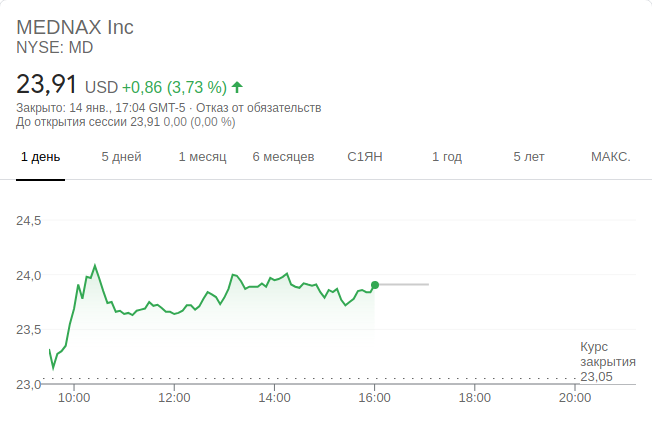 MEDNAX Inc
NYSE: MD
23,91 USD +0,86 (3,73 %)
Закрыто: 14 янв., 17:04 GMT-5 · Отказ от обязательств
До открытия сессии 23,91 0,00 (0,00 %)
1 день 5 дней 1 месяц 6 месяцев С1ЯН 1 год 5 лет МАКС.
24,5
24,0
23,5
Курс
закрытия
23,05
23,0
10:00 12:00 14:00 16:00 18:00 20:00